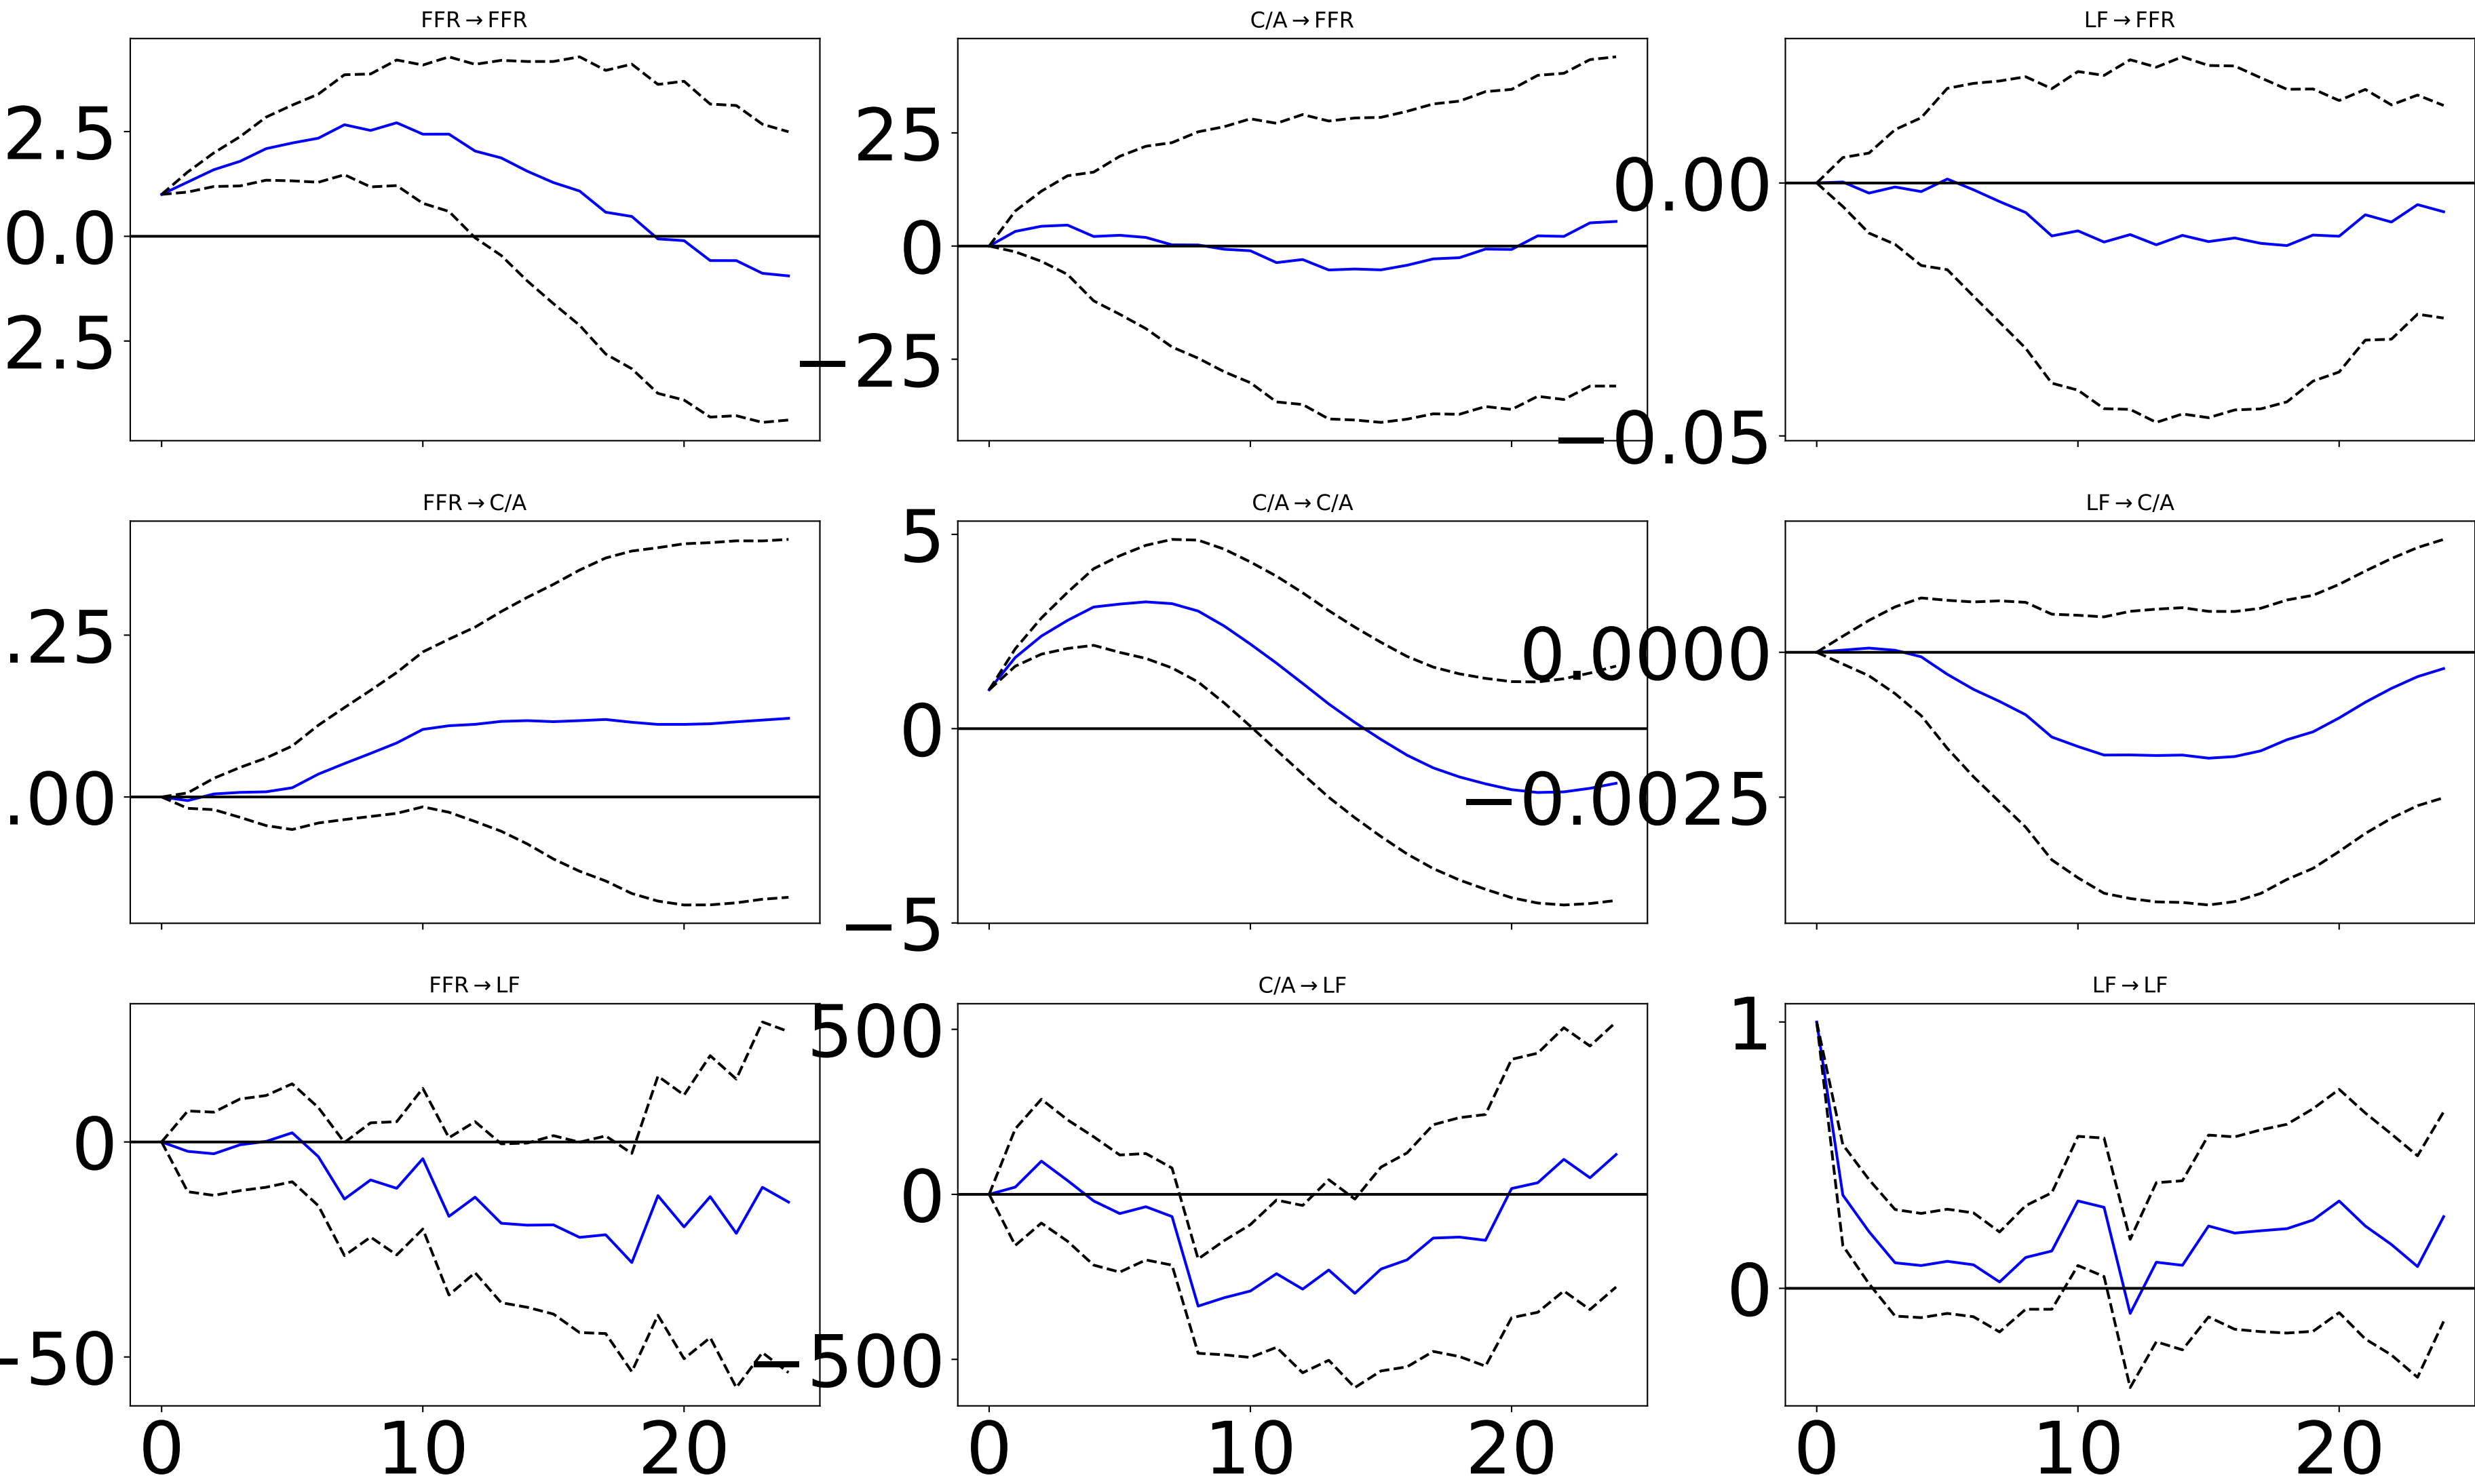 FFR → FFR
C/A → FFR
LF → FFR
2.5
0.0
2.5
25
0
−25
0.00
−0.05
FFR → C/A
C/A → C/A
LF → C/A
.25
.00
5
0
−5
0.0000
−0.0025
FFR → LF
C/A → LF
LF → LF
0
−50
500
0
−500
1
0
0 10 20
0 10 20
0 10 20